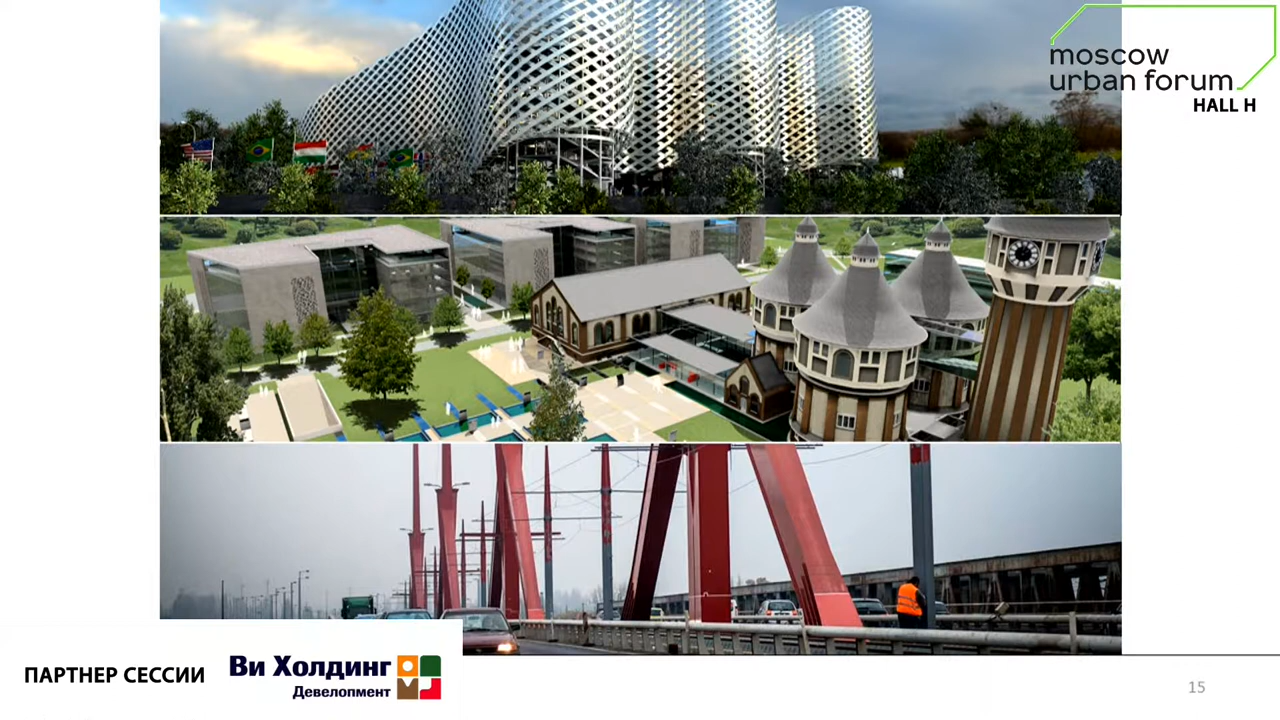 moscow
urban forum
HALL H
ПАРТНЕР СЕССИИ
Ви Холдинг
Девелопмент
15